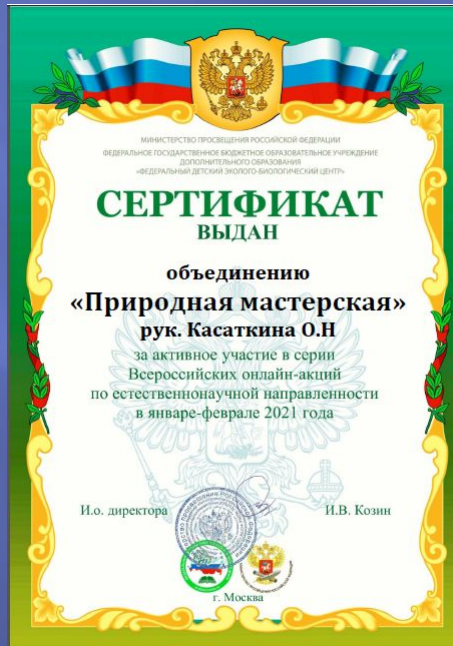 МИНИСТЕРСТВО ПРОСВЕЩЕНИЯ РОССИЙСКОЙ ФЕДЕРАЦИИ
ФЕДЕРАЛЬНОЕ ГОСУДАРСТВЕННОЕ БЮДЖЕТНОЕ ОБРАЗОВАТЕЛЬНОЕ УЧРЕЖДЕНИЕ
ДОПОЛНИТЕЛЬНОГО ОБРАЗОВАНИЯ
«ФЕДЕРАЛЬНЫЙ ДЕТСКИЙ ЭКОЛОГО-БИОЛОГИЧЕСКИЙ ЦЕНТР»
СЕРТИФИКАТ
ВЫДАН
объединению
«Природная мастерская»
рук. Касаткина О.Н
за активное участие в серии
Всероссийских онлайн-акций
по естественнонаучной направленности
в январе-феврале 2021 года
И.о. директора И.В. Козин
г. Москва